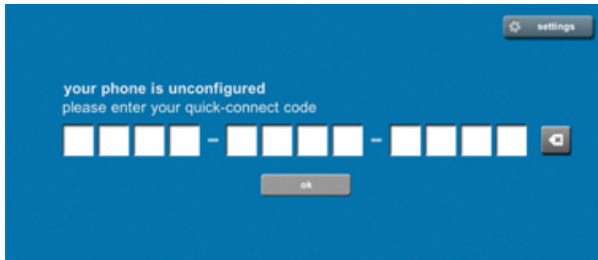 settings
your phone is unconfigured
please enter your quick-connect code
– –
ok